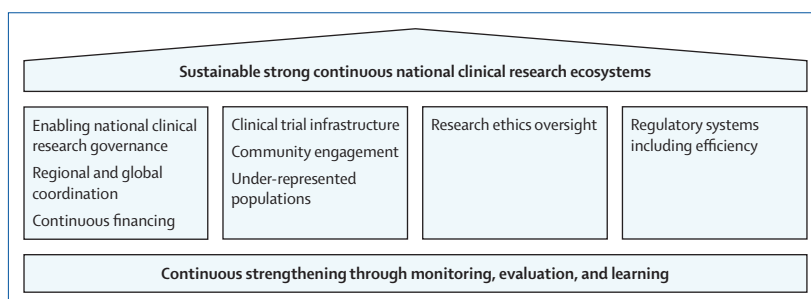 Sustainable strong continuous national clinical research ecosystems
Enabling national clinical
research governance
Regional and global
coordination
Continuous financing
Clinical trial infrastructure
Community engagement
Under-represented
populations
Research ethics oversight
Regulatory systems
including efficiency
Continuous strengthening through monitoring, evaluation, and learning